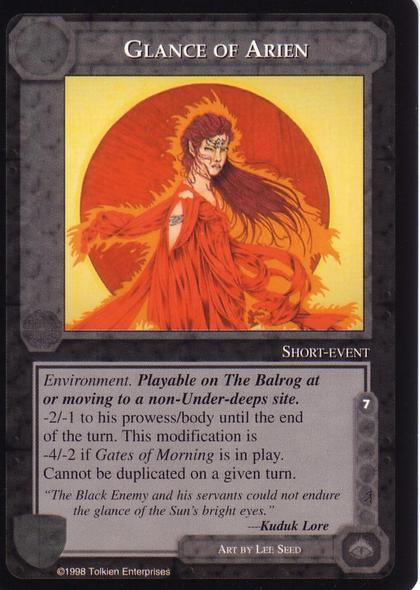 GLANCE OF ARIEN
SHORT-EVENT
Environment. Playable on The Balrog at
or moving to a non-Under-deeps site.
-2/-1 to his prowess/body until the end
of the turn. This modification is
-4/-2 if Gates of Morning is in play.
Cannot be duplicated on a given turn.
"The Black Enemy and his servants could not endure
the glance of the Sun's bright eyes."
—Kuduk Lore
7
ART BY LEE SEED
©1998 Tolkien Enterprises